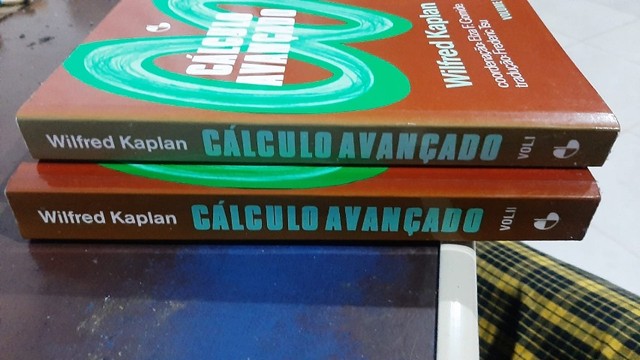 CÁLCULO
AVANÇADO
Wilfred Kaplan
coordenação: Elza F. Gomide
tradução: Frederic Tsu
VOLUME
Wilfred Kaplan CÁLCULO AVANÇADO VOL.I
Wilfred Kaplan CÁLCULO AVANÇADO VOL.II